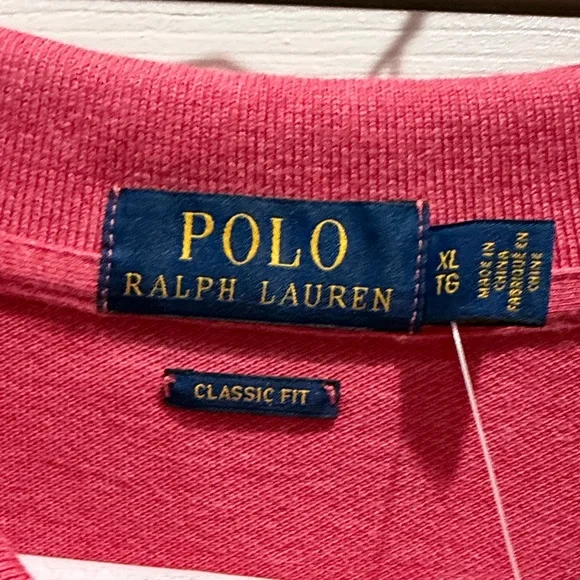 POLO
RALPH LAUREN
XL
TG
MADE IN
CHINA
FABRIQUÉ EN
CHINE
CLASSIC FIT